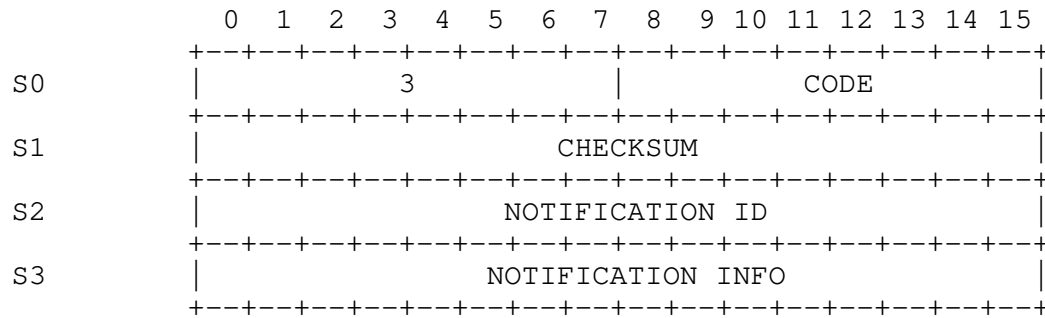 0 1 2 3 4 5 6 7 8 9 10 11 12 13 14 15
+--+--+--+--+--+--+--+--+--+--+--+--+--+--+--+--+
S0 | 3 | CODE |
+--+--+--+--+--+--+--+--+--+--+--+--+--+--+--+--+
S1 | CHECKSUM |
+--+--+--+--+--+--+--+--+--+--+--+--+--+--+--+--+
S2 | NOTIFICATION ID |
+--+--+--+--+--+--+--+--+--+--+--+--+--+--+--+--+
S3 | NOTIFICATION INFO |
+--+--+--+--+--+--+--+--+--+--+--+--+--+--+--+--+